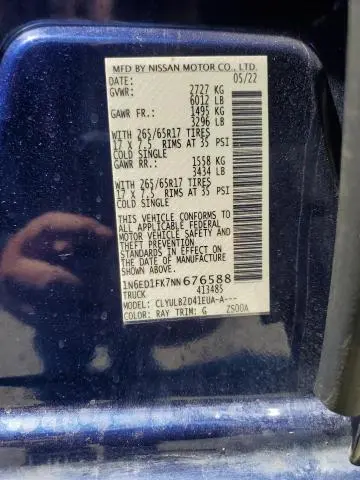 MFD BY NISSAN MOTOR CO., LTD.
DATE: 05/22
GVWR: 2727 KG
6012 LB
GAWR FR.: 1495 KG
3296 LB
WITH 265/65R17 TIRES
17 X 7.5 RIMS AT 35 PSI
COLD SINGLE
GAWR RR.: 1558 KG
3434 LB
WITH 265/65R17 TIRES
17 X 7.5 RIMS AT 35 PSI
COLD SINGLE
THIS VEHICLE CONFORMS TO
ALL APPLICABLE FEDERAL
MOTOR VEHICLE SAFETY
STANDARDS IN EFFECT ON THE
DATE OF MANUFACTURE SHOWN
ABOVE.
1N6ED1FK7NN676588
TRUCK 413485
MODEL: CLYULBZD41EUA-A---
COLOR: RAY TRIM: G ZS00A